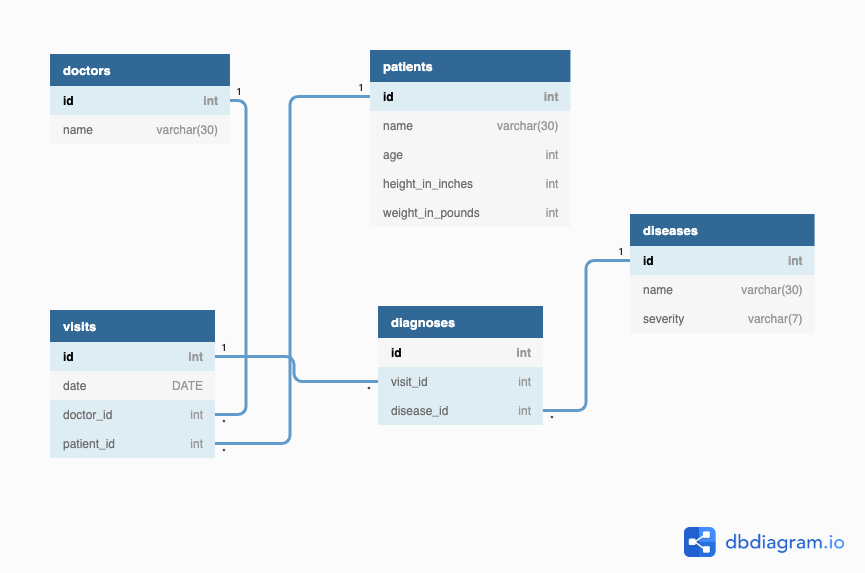 doctors
id int
name varchar(30)
1
patients
id int
name varchar(30)
age int
height_in_inches int
weight_in_pounds int
1
diseases
id int
name varchar(30)
severity varchar(7)
1
visits
id int
date DATE
doctor_id int
patient_id int
1
*
*
diagnoses
id int
visit_id int
disease_id int
*
*
dbdiagram.io